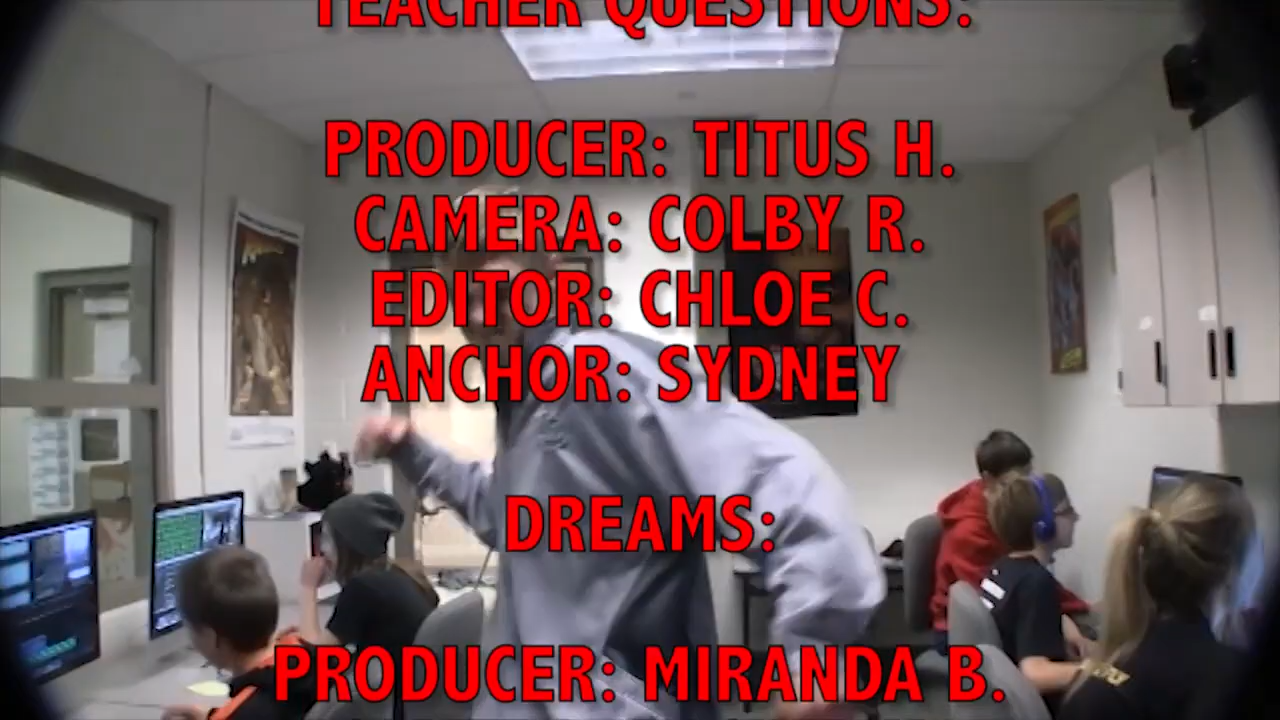 TEACHER QUESTIONS:
PRODUCER: TITUS H.
CAMERA: COLBY R.
EDITOR: CHLOE C.
ANCHOR: SYDNEY
DREAMS:
PRODUCER: MIRANDA B.